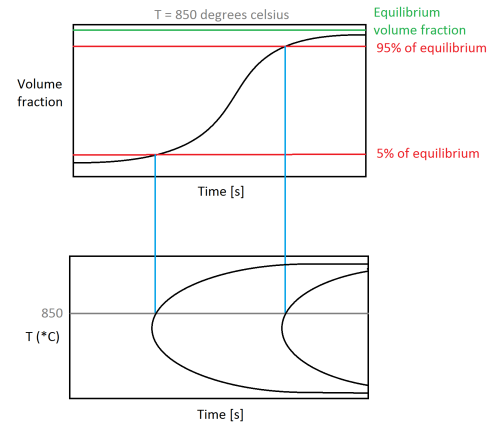 T = 850 degrees celsius
Equilibrium
volume fraction
95% of equilibrium
Volume
fraction
5% of equilibrium
Time [s]
850
T (*C)
Time [s]